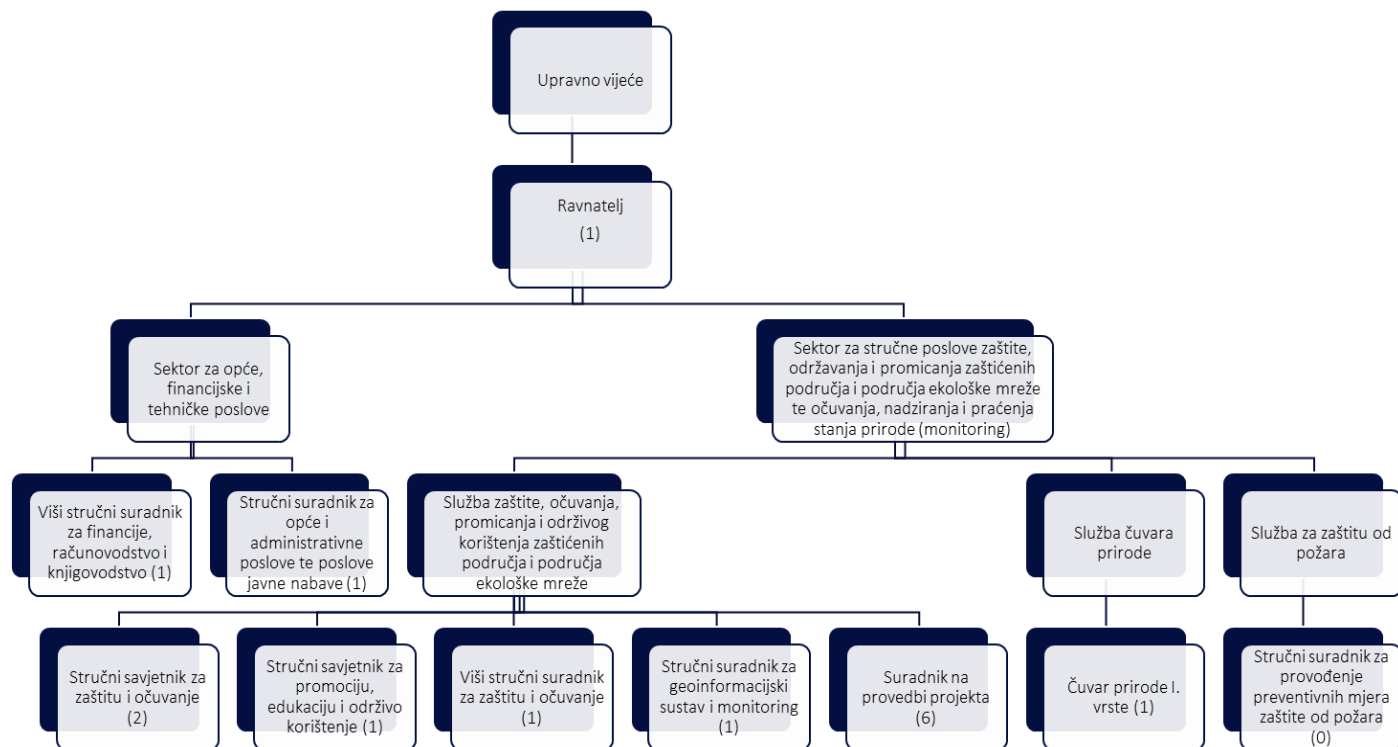 Upravno vijeće
Ravnatelj
(1)
Sektor za opće,
financijske i
tehničke poslove
Sektor za stručne poslove zaštite,
održavanja i promicanja zaštićenih
područja i područja ekološke mreže
te očuvanja, nadziranja i praćenja
stanja prirode (monitoring)
Viši stručni suradnik
za financije,
računovodstvo i
knjigovodstvo (1)
Stručni suradnik za
opće i
administrativne
poslove te poslove
javne nabave (1)
Služba zaštite, očuvanja,
promicanja i održivog
korištenja zaštićenih
područja i područja
ekološke mreže
Služba čuvara
prirode
Služba za zaštitu od
požara
Stručni savjetnik za
zaštitu i očuvanje
(2)
Stručni savjetnik za
promociju,
edukaciju i održivo
korištenje (1)
Viši stručni suradnik
za zaštitu i očuvanje
(1)
Stručni suradnik za
geoinformacijski
sustav i monitoring
(1)
Suradnik na
provedbi projekta
(6)
Čuvar prirode I.
vrste (1)
Stručni suradnik za
provođenje
preventivnih mjera
zaštite od požara
(0)